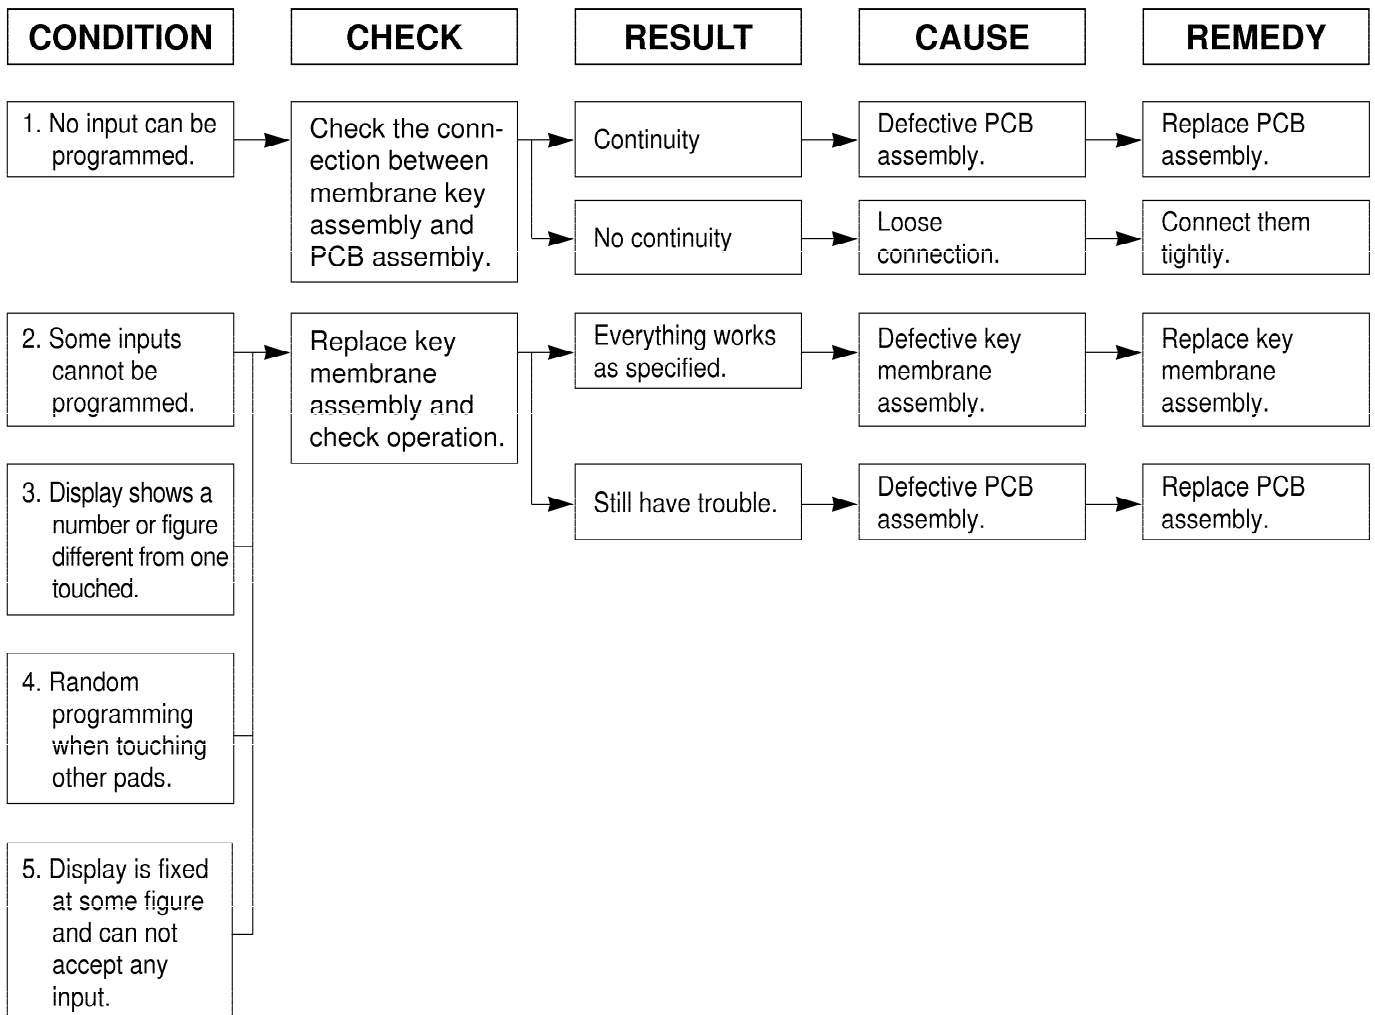 CONDITION
CHECK
RESULT
CAUSE
REMEDY
1. No input can be
programmed.
Check the conn-
ection between
membrane key
assembly and
PCB assembly.
Continuity
Defective PCB
assembly.
Replace PCB
assembly.
No continuity
Loose
connection.
Connect them
tightly.
2. Some inputs
cannot be
programmed.
Replace key
membrane
assembly and
check operation.
Everything works
as specified.
Defective key
membrane
assembly.
Replace key
membrane
assembly.
Still have trouble.
Defective PCB
assembly.
Replace PCB
assembly.
3. Display shows a
number or figure
different from one
touched.
4. Random
programming
when touching
other pads.
5. Display is fixed
at some figure
and can not
accept any
input.